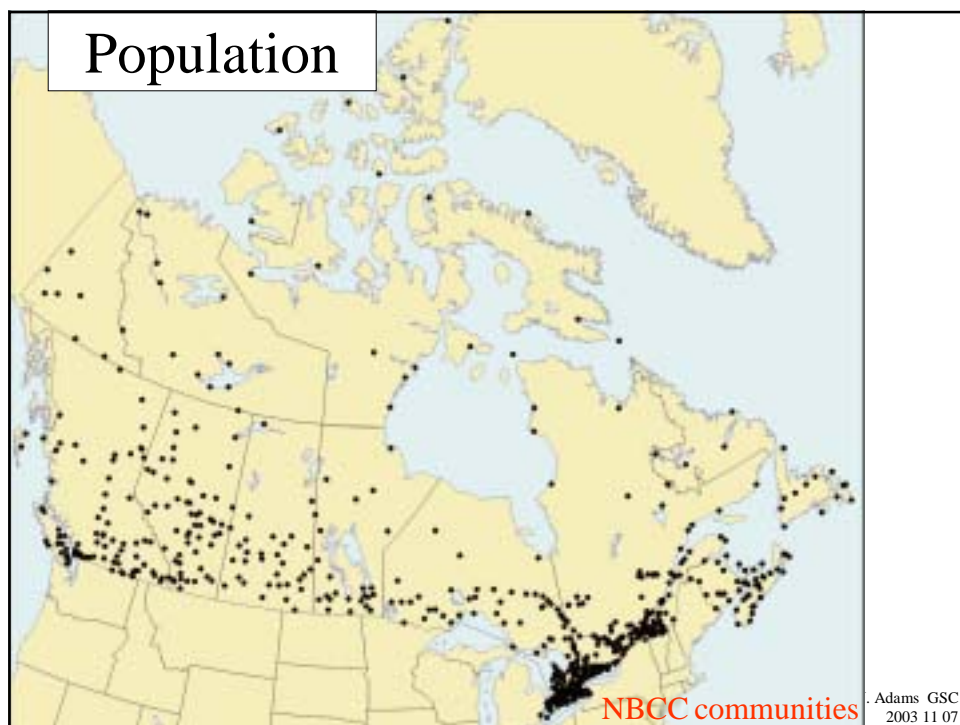 Population
NBCC communities
. Adams GSC
2003 11 07